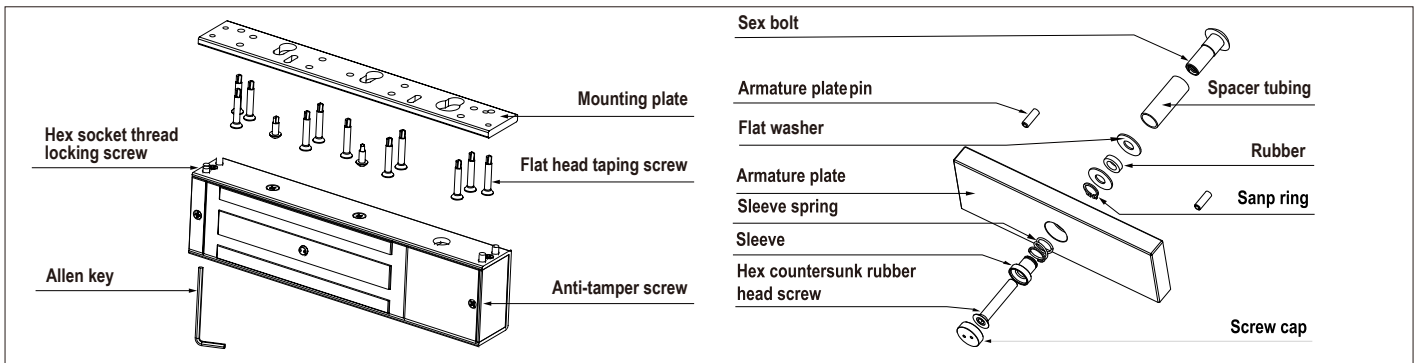 Mounting plate
Hex socket thread
locking screw
Flat head taping screw
Allen key
Anti-tamper screw
Sex bolt
Armature plate pin
Spacer tubing
Flat washer
Rubber
Armature plate
Sanp ring
Sleeve spring
Sleeve
Hex countersunk rubber
head screw
Screw cap